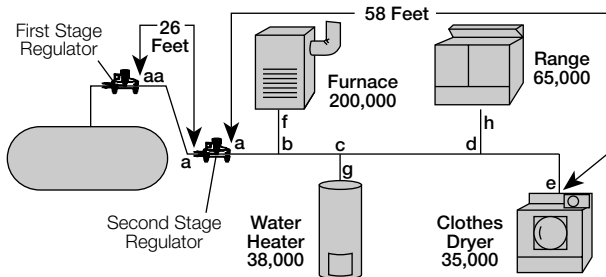 58 Feet
First Stage
Regulator
26
Feet
aa
Furnace
200,000
Range
65,000
f
h
a
a
b
c
d
g
e
Second Stage
Regulator
Water
Heater
38,000
Clothes
Dryer
35,000